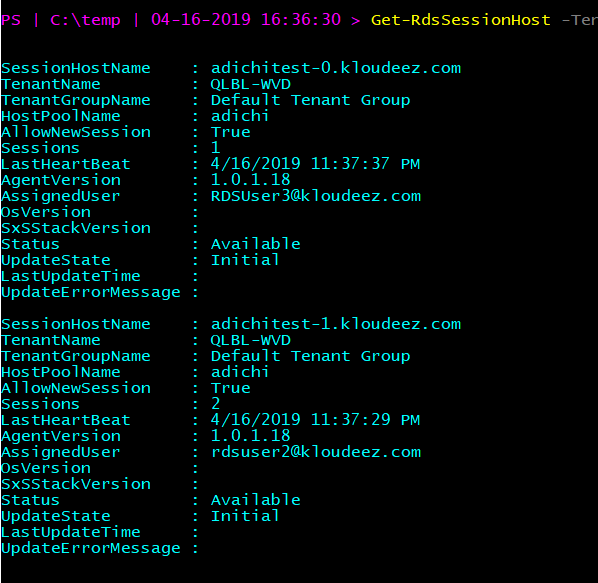 PS | C:\temp | 04-16-2019 16:36:30 > Get-RdsSessionHost
SessionHostName    : adichitest-0.kloudeez.com
TenantName         : QLBL-WVD
TenantGroupName    : Default Tenant Group
HostPoolName       : adichi
AllowNewSession    : True
Sessions           : 1
LastHeartBeat      : 4/16/2019 11:37:37 PM
AgentVersion       : 1.0.1.18
AssignedUser       : RDSUser3@kloudeez.com
OsVersion          :
SxSStackVersion    :
Status             : Available
UpdateState        : Initial
LastUpdateTime     :
UpdateErrorMessage :
SessionHostName    : adichitest-1.kloudeez.com
TenantName         : QLBL-WVD
TenantGroupName    : Default Tenant Group
HostPoolName       : adichi
AllowNewSession    : True
Sessions           : 2
LastHeartBeat      : 4/16/2019 11:37:29 PM
AgentVersion       : 1.0.1.18
AssignedUser       : rdsuser2@kloudeez.com
OsVersion          :
SxSStackVersion    :
Status             : Available
UpdateState        : Initial
LastUpdateTime     :
UpdateErrorMessage :